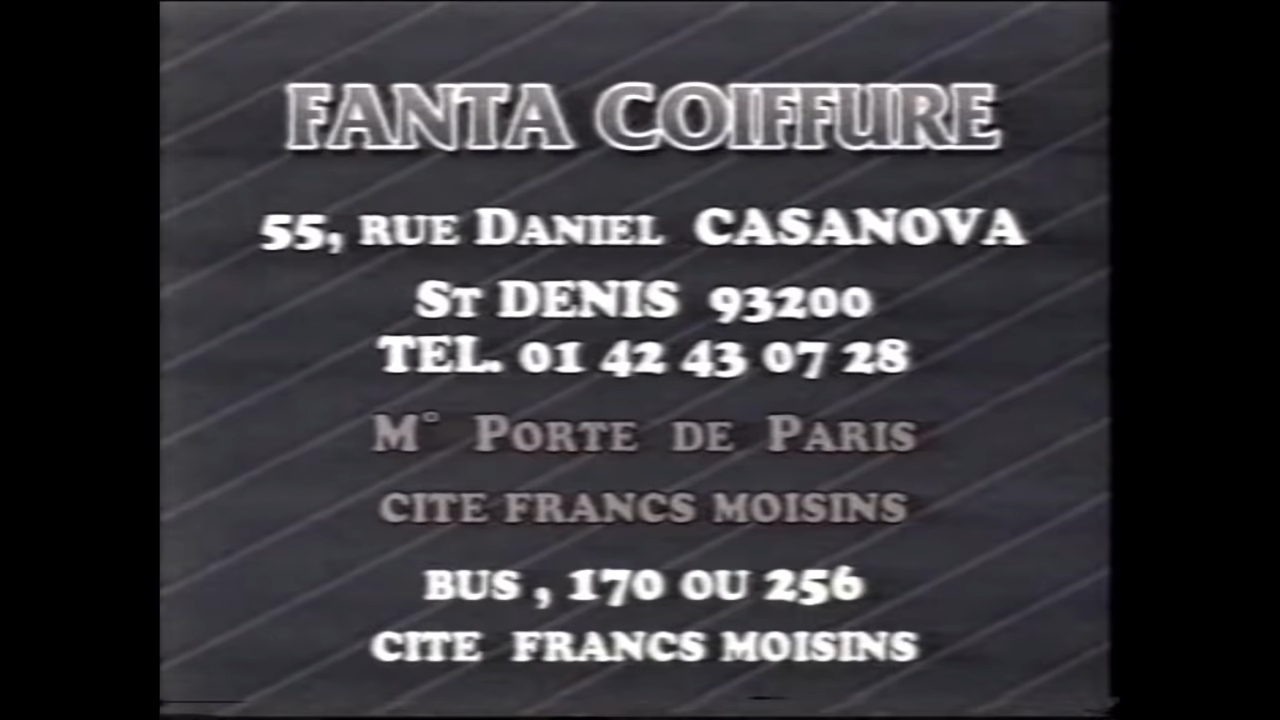 FANTA COIFFURE
55, RUE DANIEL CASANOVA
ST DENIS 93200
TEL. 01 42 43 07 28
M° PORTE DE PARIS
CITE FRANCS MOISINS
BUS , 170 OU 256
CITE FRANCS MOISINS